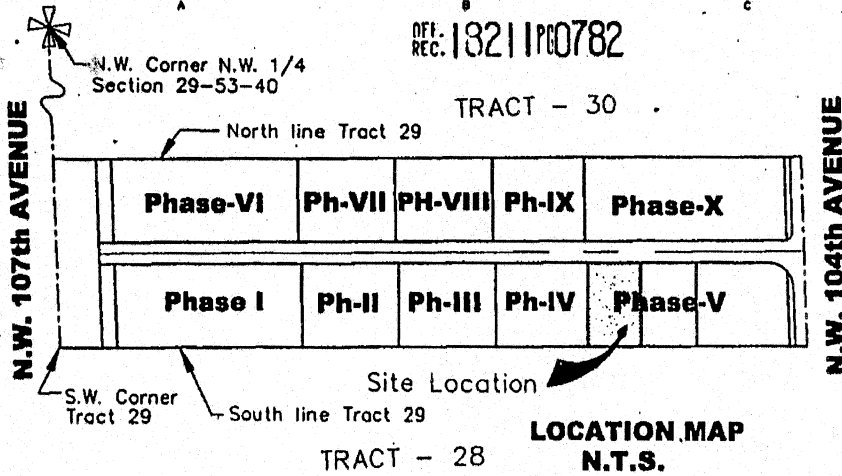 A B C
OFF. REC. 18211PG0782
N.W. Corner N.W. 1/4
Section 29-53-40
TRACT - 30
North line Tract 29
N.W. 107th AVENUE
N.W. 104th AVENUE
Phase-VI Ph-VII PH-VIII Ph-IX Phase-X
Phase I Ph-II Ph-III Ph-IV Phase-V
Site Location
S.W. Corner
Tract 29
South line Tract 29
LOCATION MAP
N.T.S.
TRACT - 28